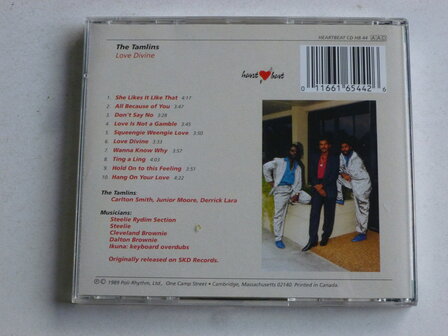 HEARTBEAT CD HB 44 AAD
The Tamlins
Love Divine
heart beat
0 11661 65442 6
1. She Likes It Like That 4:17
2. All Because of You 3:47
3. Don't Say No 3:28
4. Love Is Not a Gamble 3:45
5. Squeengie Weengie Love 3:50
6. Love Divine 3:33
7. Wanna Know Why 3:57
8. Ting a Ling 4:03
9. Hold On to this Feeling 3:51
10. Hang On Your Love 4:22
The Tamlins:
Carlton Smith, Junior Moore, Derrick Lara
Musicians:
Steelie Rydim Section
Steelie
Cleveland Brownie
Dalton Brownie
Ikuna: keyboard overdubs
Originally released on SKD Records.
℗© 1989 Poli-Rhythm, Ltd., One Camp Street • Cambridge, Massachusetts 02140 Printed in Canada.